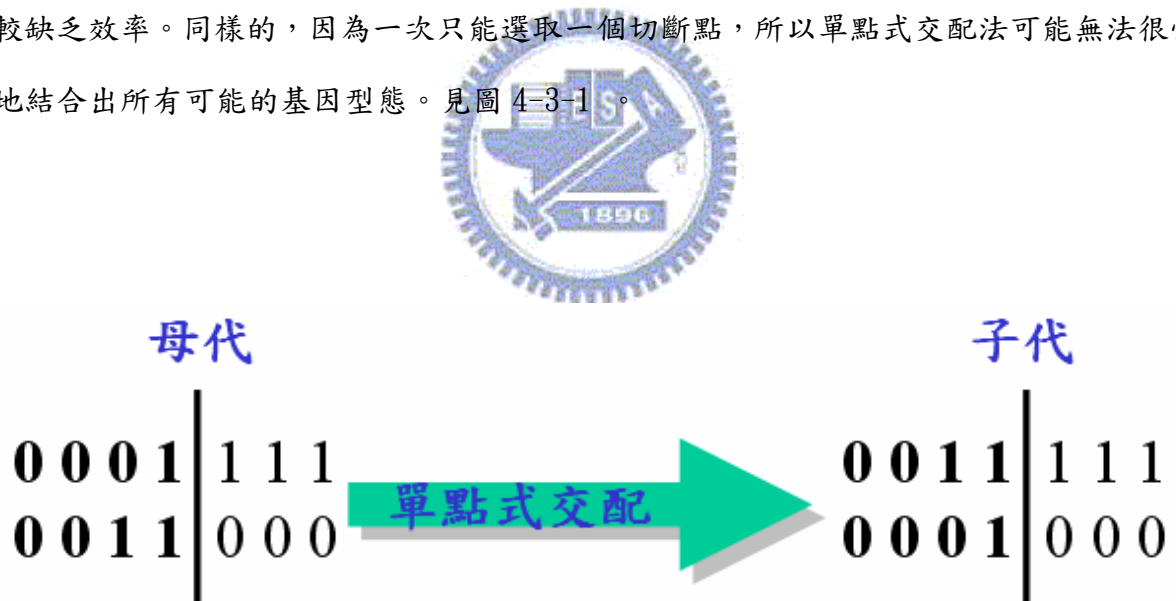 較缺乏效率。同樣的，因為一次只能選取一個切斷點，所以單點式交配法可能無法很
地結合出所有可能的基因型態。見圖 4-3-1 。
ES
1896
母代
子代
0 0 0 1 1 1 1
0 0 1 1 0 0 0
單點式交配
0 0 1 1 1 1 1
0 0 0 1 0 0 0